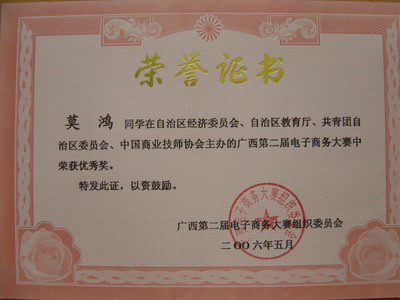 荣誉证书
莫鸿 同学在自治区经济委员会、自治区教育厅、共青团自
治区委员会、中国商业技师协会主办的广西第二届电子商务大赛中
荣获优秀奖。
特发此证，以资鼓励。
广西第二届电子商务大赛组织委员会
二〇〇六年五月